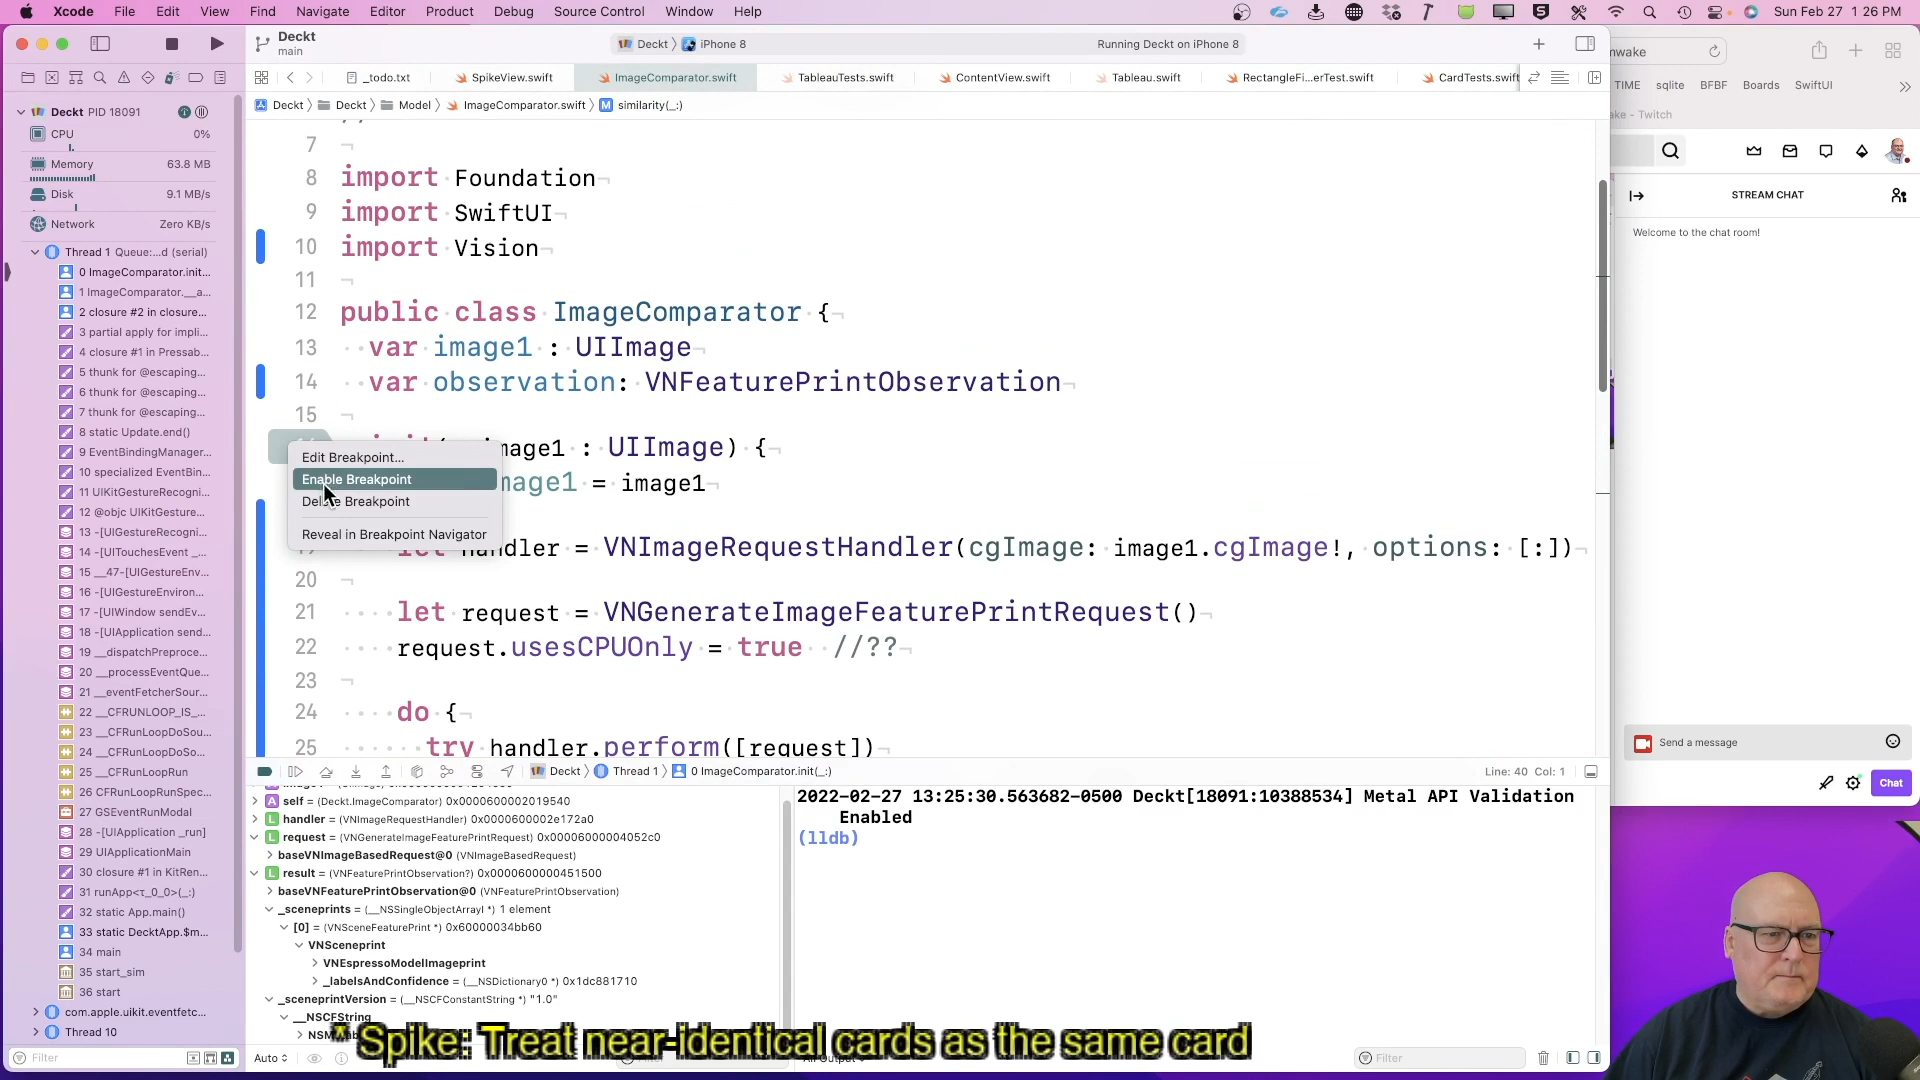 Xcode File Edit View Find Navigate Editor Product Debug Source Control Window Help
Sun Feb 27 1:26 PM
Deckt
main
Deckt iPhone 8
Running Deckt on iPhone 8
_todo.txt SpikeView.swift ImageComparator.swift TableauTests.swift ContentView.swift Tableau.swift RectangleFi...erTest.swift CardTests.swift
Deckt Deckt Model ImageComparator.swift M similarity(_:)
Deckt PID 18091
CPU 0%
Memory 63.8 MB
Disk 9.1 MB/s
Network Zero KB/s
Thread 1 Queue:...d (serial)
0 ImageComparator.init...
1 ImageComparator.__a...
2 closure #2 in closure...
3 partial apply for impli...
4 closure #1 in Pressab...
5 thunk for @escaping...
6 thunk for @escaping...
7 thunk for @escaping...
8 static Update.end()
9 EventBindingManager...
10 specialized EventBin...
11 UIKitGestureRecogni...
12 @objc UIKitGesture...
13 -[UIGestureRecogni...
14 -[UITouchesEvent _...
15 __47-[UIGestureEnv...
16 -[UIGestureEnviron...
17 -[UIWindow sendEv...
18 -[UIApplication send...
19 __dispatchPreproce...
20 __processEventQue...
21 __eventFetcherSour...
22 __CFRUNLOOP_IS_...
23 __CFRunLoopDoSou...
24 __CFRunLoopDoSo...
25 __CFRunLoopRun
26 CFRunLoopRunSpec...
27 GSEventRunModal
28 -[UIApplication _run]
29 UIApplicationMain
30 closure #1 in KitRen...
31 runApp<τ_0_0>(_:)
32 static App.main()
33 static DecktApp.$m...
34 main
35 start_sim
36 start
com.apple.uikit.eventfetc...
Thread 10
Filter
7
8 import Foundation
9 import SwiftUI
10 import Vision
11
12 public class ImageComparator {
13 var image1 : UIImage
14 var observation: VNFeaturePrintObservation
15
image1 : UIImage) {
mage1 = image1
Edit Breakpoint...
Enable Breakpoint
Delete Breakpoint
Reveal in Breakpoint Navigator
19 let handler = VNImageRequestHandler(cgImage: image1.cgImage!, options: [:])
20
21 let request = VNGenerateImageFeaturePrintRequest()
22 request.usesCPUOnly = true //??
23
24 do {
25 try handler.perform([request])
Deckt Thread 1 0 ImageComparator.init(_:)
Line: 40 Col: 1
A self = (Deckt.ImageComparator) 0x0000600002019540
L handler = (VNImageRequestHandler) 0x0000600002e172a0
L request = (VNGenerateImageFeaturePrintRequest) 0x00006000004052c0
baseVNImageBasedRequest@0 (VNImageBasedRequest)
L result = (VNFeaturePrintObservation?) 0x0000600000451500
baseVNFeaturePrintObservation@0 (VNFeaturePrintObservation)
_sceneprints = (__NSSingleObjectArrayI *) 1 element
[0] = (VNSceneFeaturePrint *) 0x60000034bb60
VNSceneprint
VNEspressoModelImageprint
_labelsAndConfidence = (__NSDictionary0 *) 0x1dc881710
_sceneprintVersion = (__NSCFConstantString *) "1.0"
__NSCFString
Auto
Filter
2022-02-27 13:25:30.563682-0500 Deckt[18091:10388534] Metal API Validation
Enabled
(lldb)
Filter
* Spike: Treat near-identical cards as the same card
nwake
TIME sqlite BFBF Boards SwiftUI
ke - Twitch
STREAM CHAT
Welcome to the chat room!
Send a message
Chat